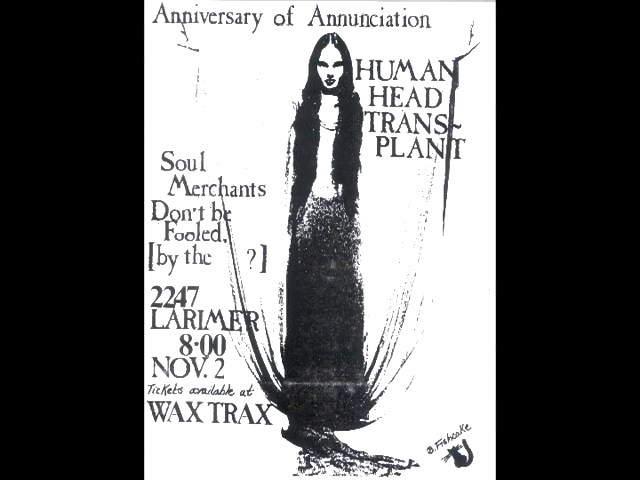 Anniversary of Annunciation
HUMAN
HEAD
TRANS~
PLANT
Soul
Merchants
Don't be
Fooled,
[by the ?]
2247
LARIMER
8:00
NOV. 2
Tickets available at
WAX TRAX
B. Fishcake